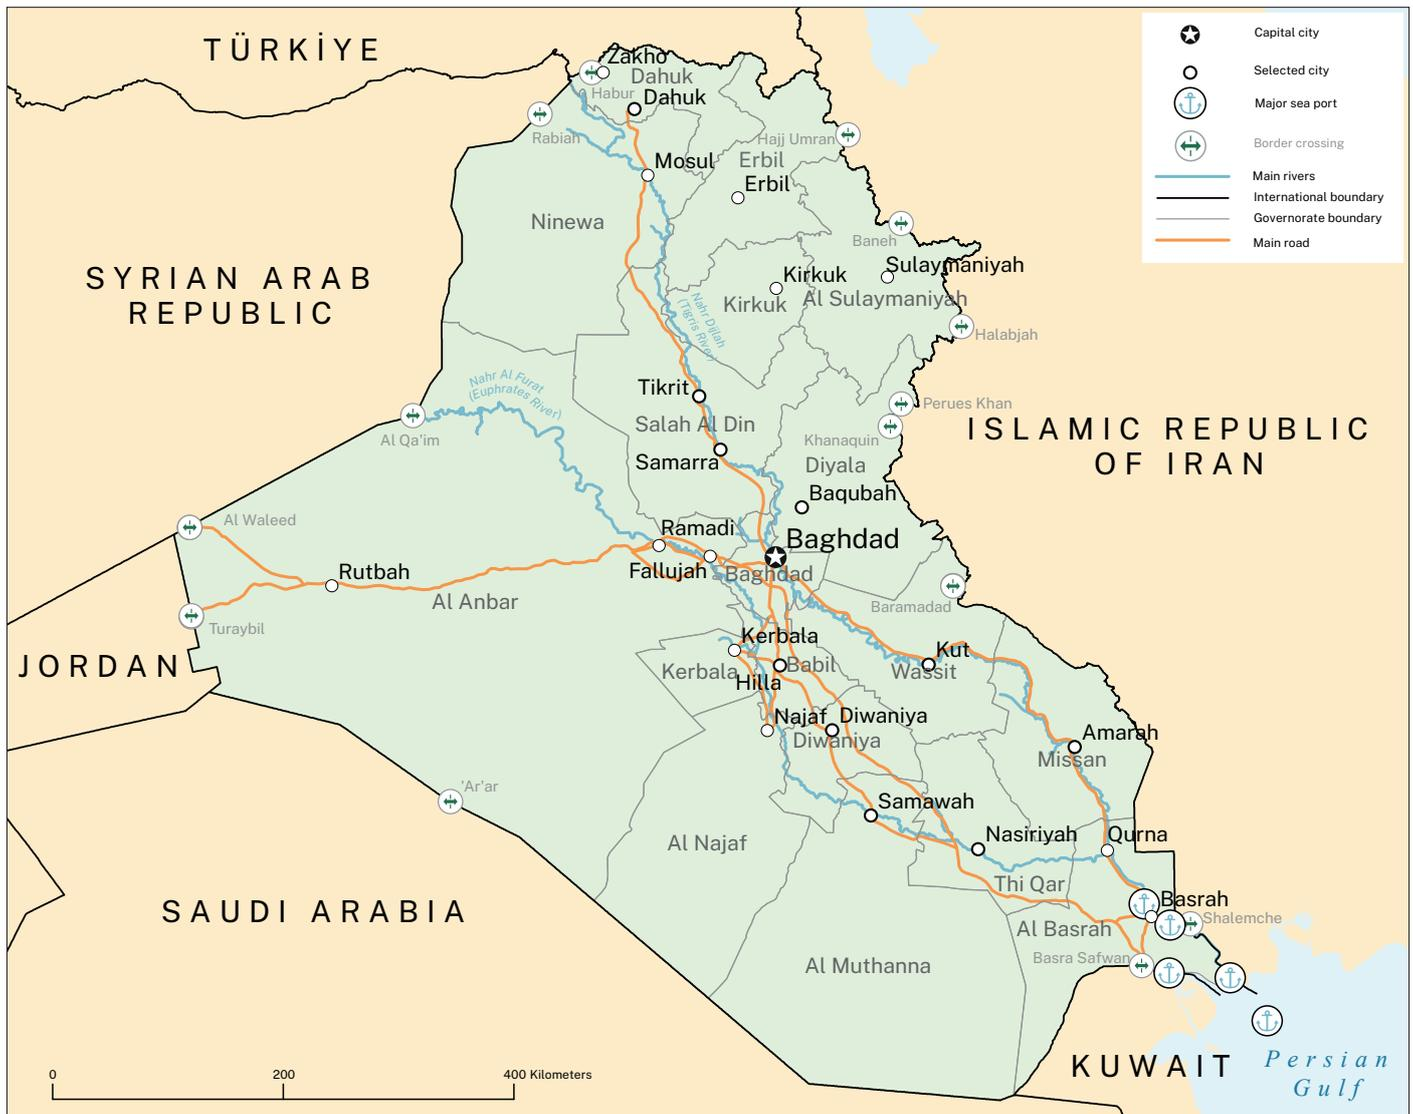 TÜRKİYE
Zakho
Dahuk
Habur
Dahuk
Rabiah
Mosul
Hajj Umran
Erbil
Erbil
Ninewa
Baneh
Sulaymaniyah
Kirkuk
Kirkuk
Al Sulaymaniyah
Halabjah
Nahr Dijlah
(Tigris River)
SYRIAN ARAB
REPUBLIC
Nahr Al Furat
(Euphrates River)
Tikrit
Salah Al Din
Perues Khan
Khanaquin
Al Qa'im
ISLAMIC REPUBLIC
OF IRAN
Samarra
Diyala
Baqubah
Al Waleed
Ramadi
Baghdad
Fallujah
Baghdad
Rutbah
Al Anbar
Baramadad
Turaybil
JORDAN
Kerbala
Kerbala
Babil
Hilla
Kut
Wassit
Najaf
Diwaniya
Diwaniya
Amarah
Missan
'Ar'ar
Samawah
Nasiriyah
Qurna
Al Najaf
Thi Qar
Basrah
Shalemche
Al Basrah
Basra Safwan
SAUDI ARABIA
Al Muthanna
KUWAIT
Persian
Gulf
Capital city
Selected city
Major sea port
Border crossing
Main rivers
International boundary
Governorate boundary
Main road
0 200 400 Kilometers